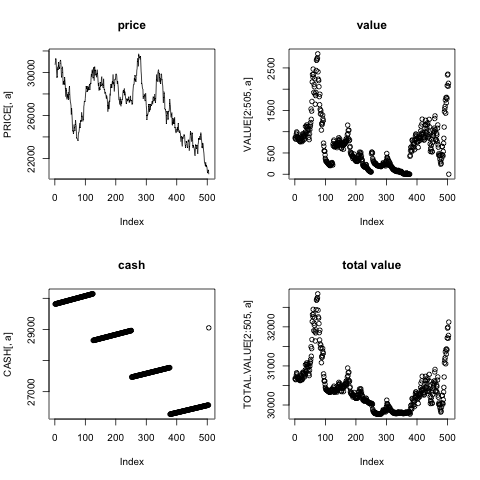 price
PRICE[, a]
22000 26000 30000
0 100 200 300 400 500
Index
value
VALUE[2:505, a]
0 500 1500 2500
0 100 200 300 400 500
Index
cash
CASH[, a]
27000 29000
0 100 200 300 400 500
Index
total value
TOTAL.VALUE[2:505, a]
30000 31000 32000
0 100 200 300 400 500
Index